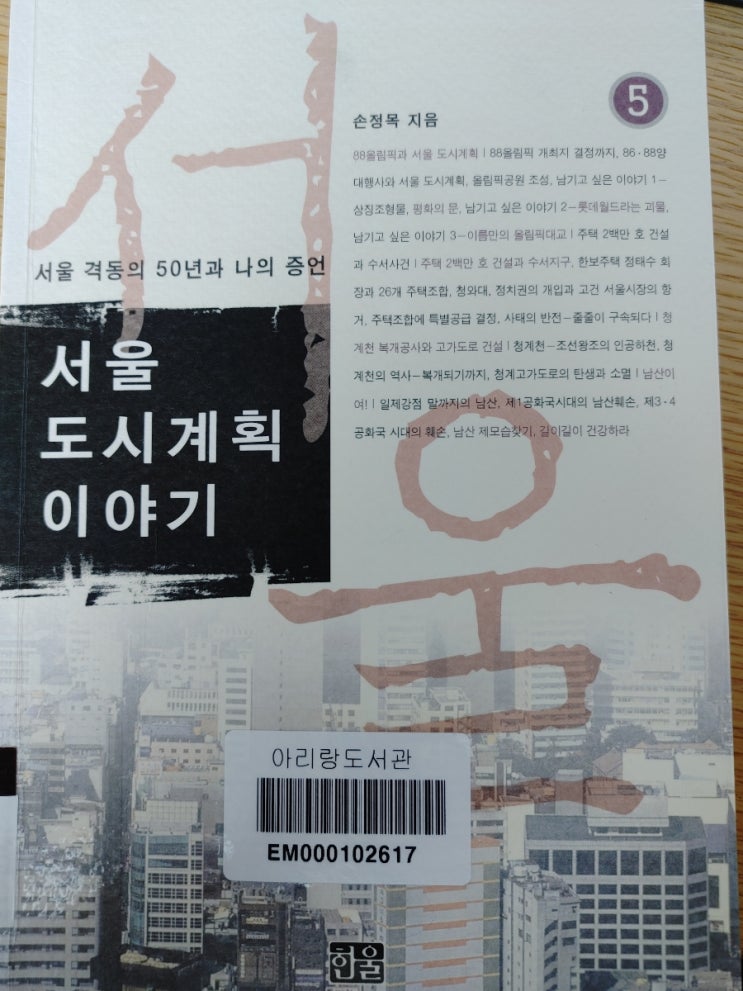 서울
5
손정목 지음
88올림픽과 서울 도시계획 | 88올림픽 개최지 결정까지, 86·88양
대행사와 서울 도시계획, 올림픽공원 조성, 남기고 싶은 이야기 1－
상징조형물, 평화의 문, 남기고 싶은 이야기 2－롯데월드라는 괴물,
남기고 싶은 이야기 3－이름만의 올림픽대교 | 주택 2백만 호 건설
과 수서사건 | 주택 2백만 호 건설과 수서지구, 한보주택 정태수 회
장과 26개 주택조합, 청와대, 정치권의 개입과 고건 서울시장의 항
거, 주택조합에 특별공급 결정, 사태의 반전－줄줄이 구속되다 | 청
계천 복개공사와 고가도로 건설 | 청계천－조선왕조의 인공하천, 청
계천의 역사－복개되기까지, 청계고가도로의 탄생과 소멸 | 남산이
여! | 일제강점 말까지의 남산, 제1공화국시대의 남산훼손, 제3·4
공화국 시대의 훼손, 남산 제모습찾기, 길이길이 건강하라
서울 격동의 50년과 나의 증언
서울
도시계획
이야기
아리랑도서관
EM000102617
한울